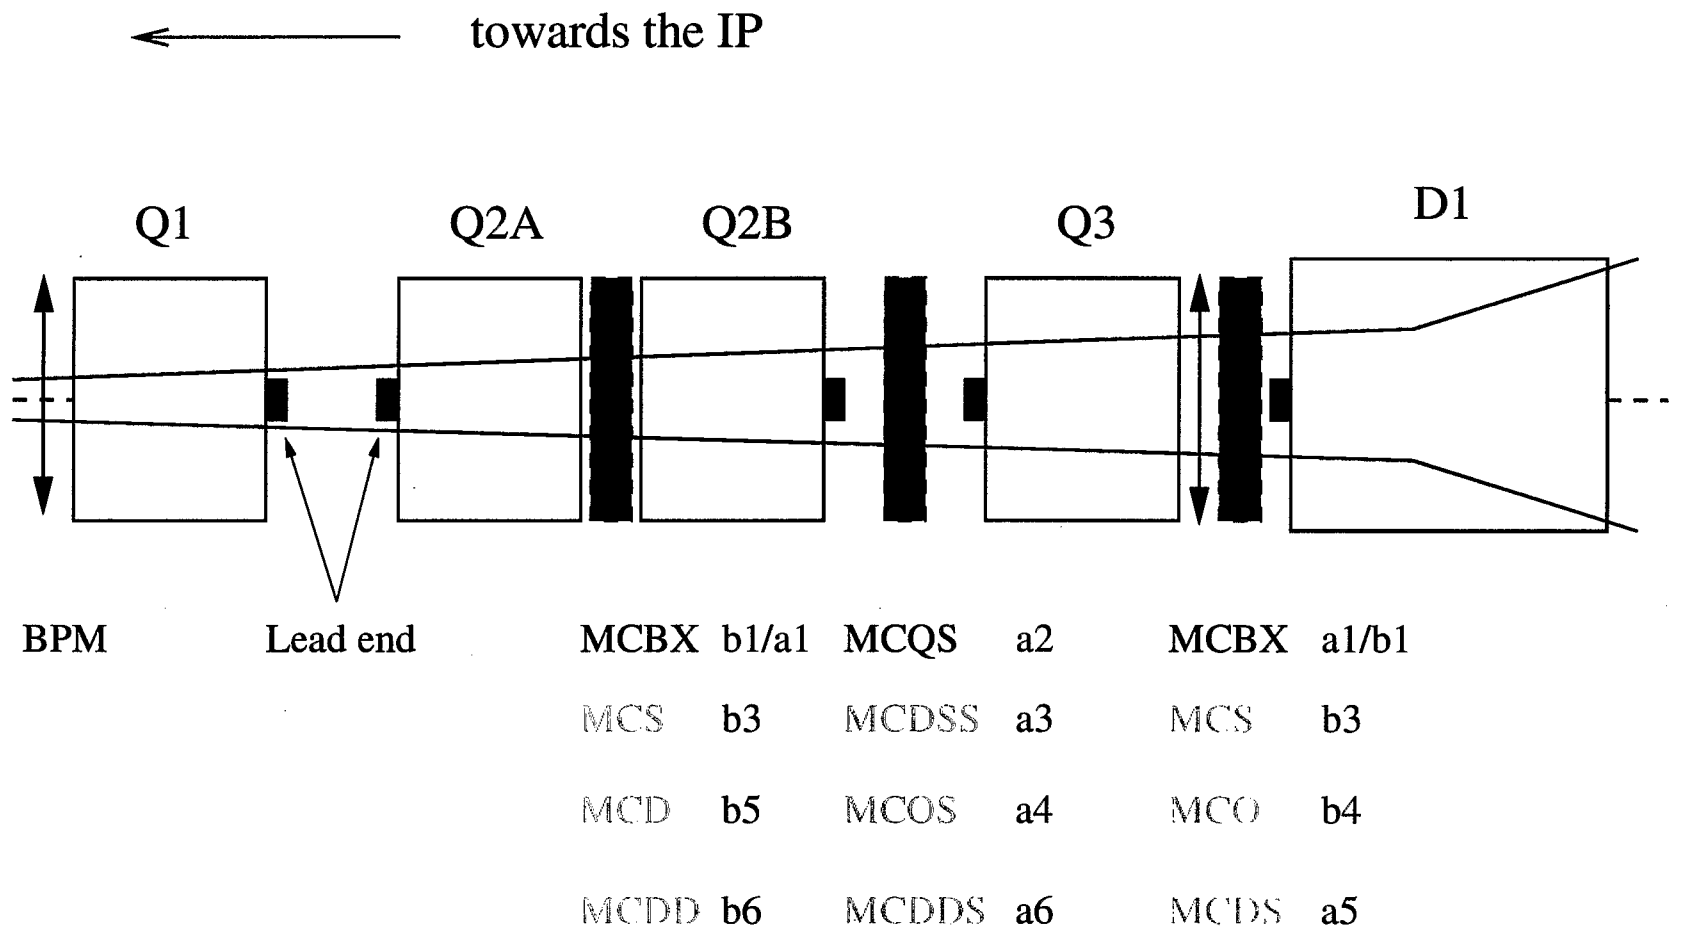 towards the IP
Q1 Q2A Q2B Q3 D1
BPM Lead end MCBX b1/a1 MCQS a2 MCBX a1/b1
MCS b3 MCDSS a3 MCS b3
MCD b5 MCOS a4 MCO b4
MCDD b6 MCDDS a6 MCDS a5